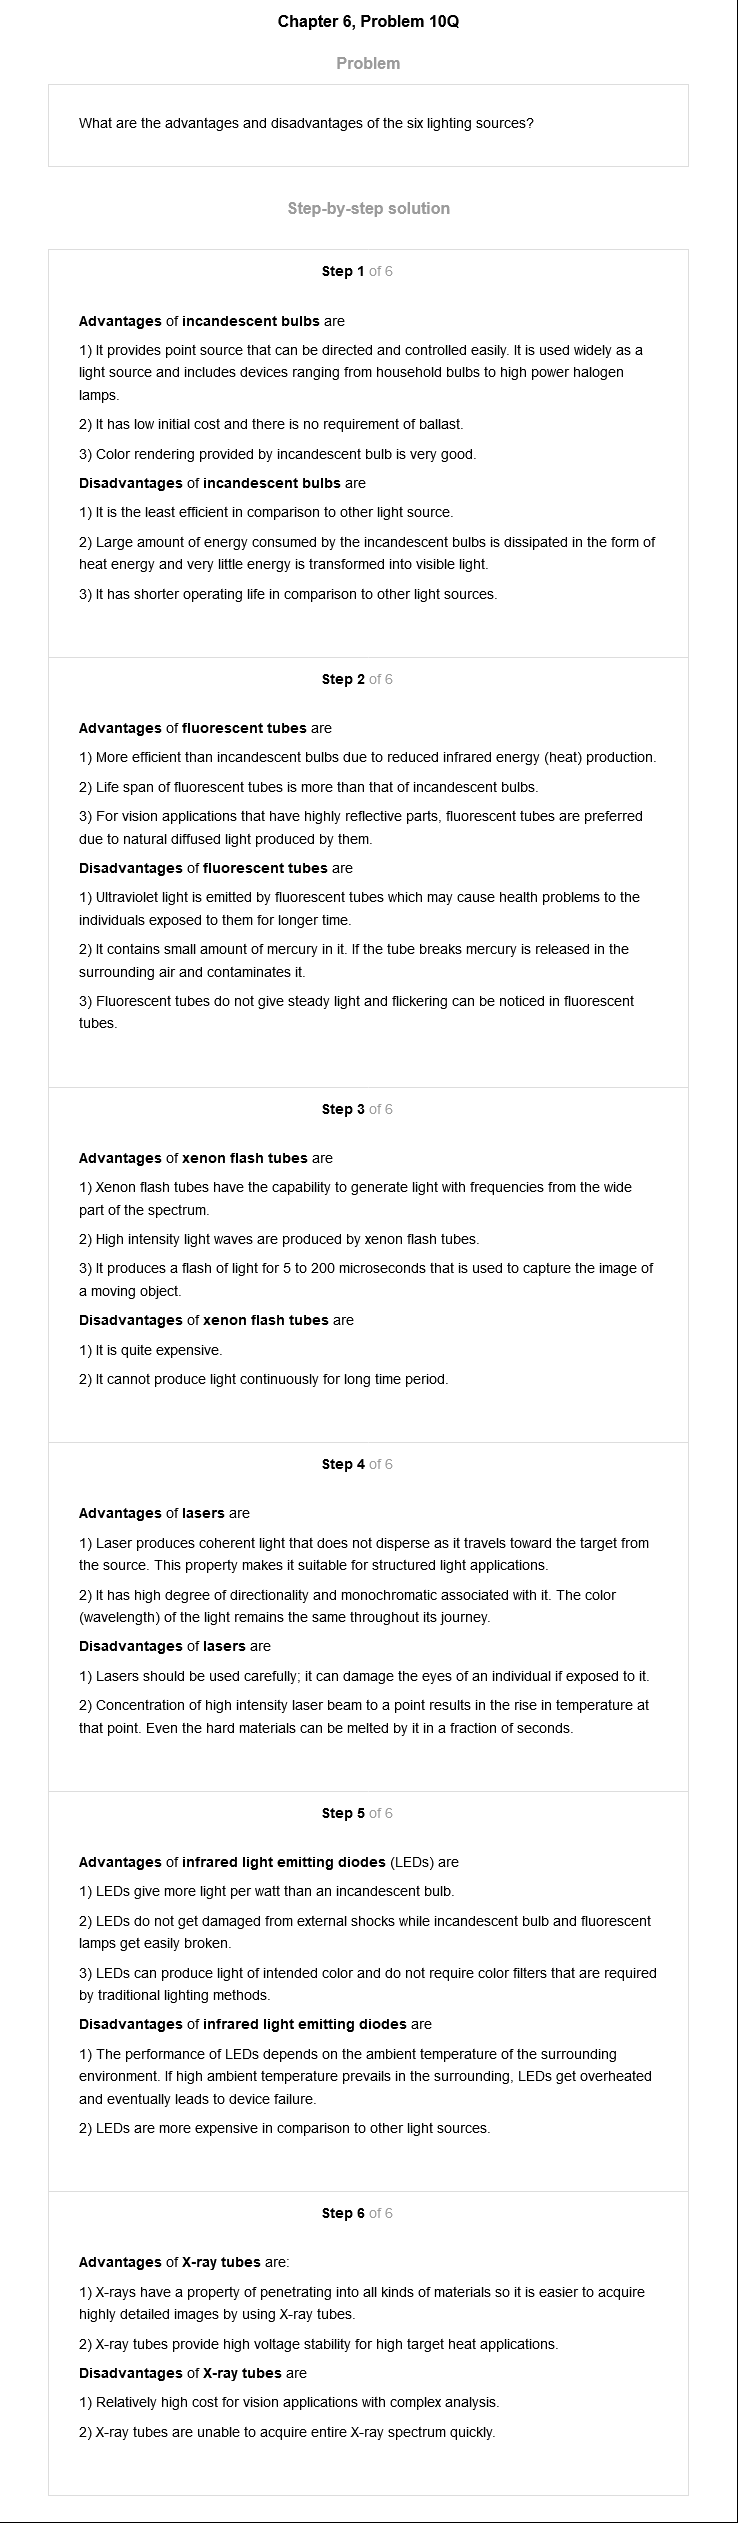 Chapter 6, Problem 10Q
Problem
What are the advantages and disadvantages of the six lighting sources?
Step-by-step solution
Step 1 of 6
Advantages of incandescent bulbs are
1) It provides point source that can be directed and controlled easily. It is used widely as a
light source and includes devices ranging from household bulbs to high power halogen
lamps.
2) It has low initial cost and there is no requirement of ballast.
3) Color rendering provided by incandescent bulb is very good.
Disadvantages of incandescent bulbs are
1) It is the least efficient in comparison to other light source.
2) Large amount of energy consumed by the incandescent bulbs is dissipated in the form of
heat energy and very little energy is transformed into visible light.
3) It has shorter operating life in comparison to other light sources.
Step 2 of 6
Advantages of fluorescent tubes are
1) More efficient than incandescent bulbs due to reduced infrared energy (heat) production.
2) Life span of fluorescent tubes is more than that of incandescent bulbs.
3) For vision applications that have highly reflective parts, fluorescent tubes are preferred
due to natural diffused light produced by them.
Disadvantages of fluorescent tubes are
1) Ultraviolet light is emitted by fluorescent tubes which may cause health problems to the
individuals exposed to them for longer time.
2) It contains small amount of mercury in it. If the tube breaks mercury is released in the
surrounding air and contaminates it.
3) Fluorescent tubes do not give steady light and flickering can be noticed in fluorescent
tubes.
Step 3 of 6
Advantages of xenon flash tubes are
1) Xenon flash tubes have the capability to generate light with frequencies from the wide
part of the spectrum.
2) High intensity light waves are produced by xenon flash tubes.
3) It produces a flash of light for 5 to 200 microseconds that is used to capture the image of
a moving object.
Disadvantages of xenon flash tubes are
1) It is quite expensive.
2) It cannot produce light continuously for long time period.
Step 4 of 6
Advantages of lasers are
1) Laser produces coherent light that does not disperse as it travels toward the target from
the source. This property makes it suitable for structured light applications.
2) It has high degree of directionality and monochromatic associated with it. The color
(wavelength) of the light remains the same throughout its journey.
Disadvantages of lasers are
1) Lasers should be used carefully; it can damage the eyes of an individual if exposed to it.
2) Concentration of high intensity laser beam to a point results in the rise in temperature at
that point. Even the hard materials can be melted by it in a fraction of seconds.
Step 5 of 6
Advantages of infrared light emitting diodes (LEDs) are
1) LEDs give more light per watt than an incandescent bulb.
2) LEDs do not get damaged from external shocks while incandescent bulb and fluorescent
lamps get easily broken.
3) LEDs can produce light of intended color and do not require color filters that are required
by traditional lighting methods.
Disadvantages of infrared light emitting diodes are
1) The performance of LEDs depends on the ambient temperature of the surrounding
environment. If high ambient temperature prevails in the surrounding, LEDs get overheated
and eventually leads to device failure.
2) LEDs are more expensive in comparison to other light sources.
Step 6 of 6
Advantages of X-ray tubes are:
1) X-rays have a property of penetrating into all kinds of materials so it is easier to acquire
highly detailed images by using X-ray tubes.
2) X-ray tubes provide high voltage stability for high target heat applications.
Disadvantages of X-ray tubes are
1) Relatively high cost for vision applications with complex analysis.
2) X-ray tubes are unable to acquire entire X-ray spectrum quickly.